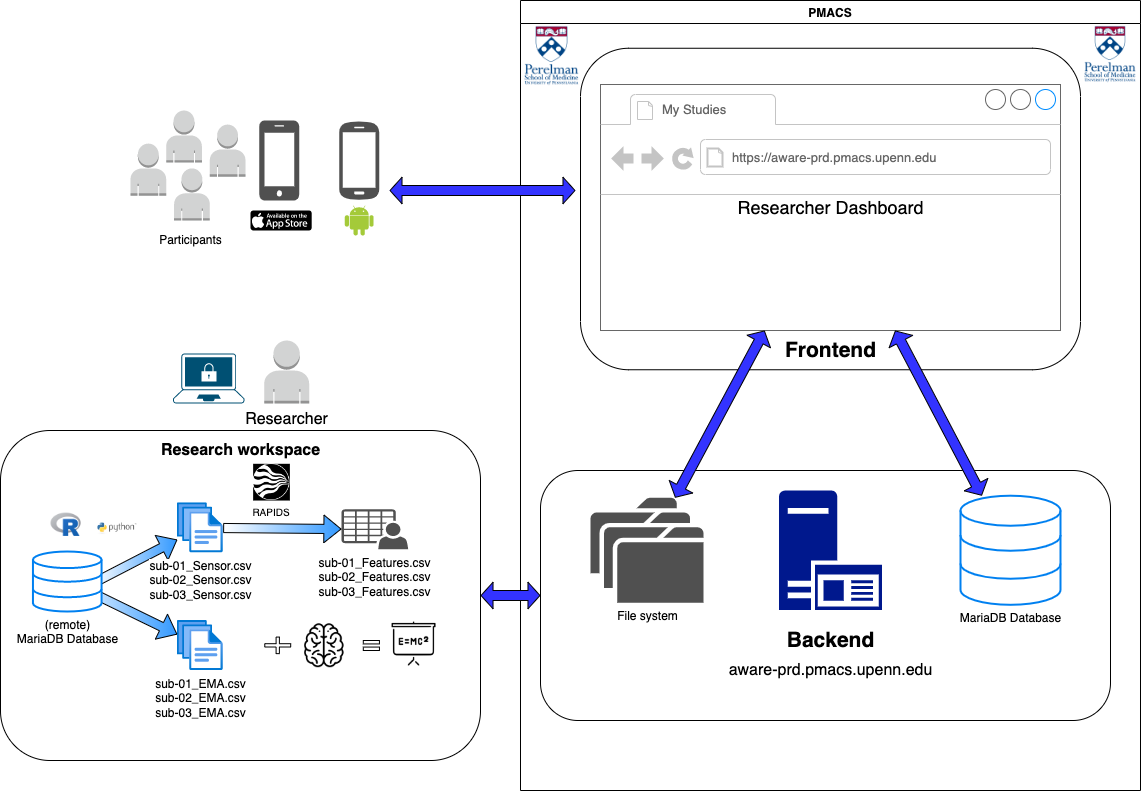 PMACS
Perelman
School of Medicine
University of Pennsylvania
Perelman
School of Medicine
University of Pennsylvania
My Studies
https://aware-prd.pmacs.upenn.edu
Researcher Dashboard
Frontend
Available on the
App Store
Participants
Researcher
Research workspace
RAPIDS
R
python
sub-01_Sensor.csv
sub-02_Sensor.csv
sub-03_Sensor.csv
sub-01_Features.csv
sub-02_Features.csv
sub-03_Features.csv
(remote)
MariaDB Database
E=MC²
sub-01_EMA.csv
sub-02_EMA.csv
sub-03_EMA.csv
File system
Backend
aware-prd.pmacs.upenn.edu
MariaDB Database